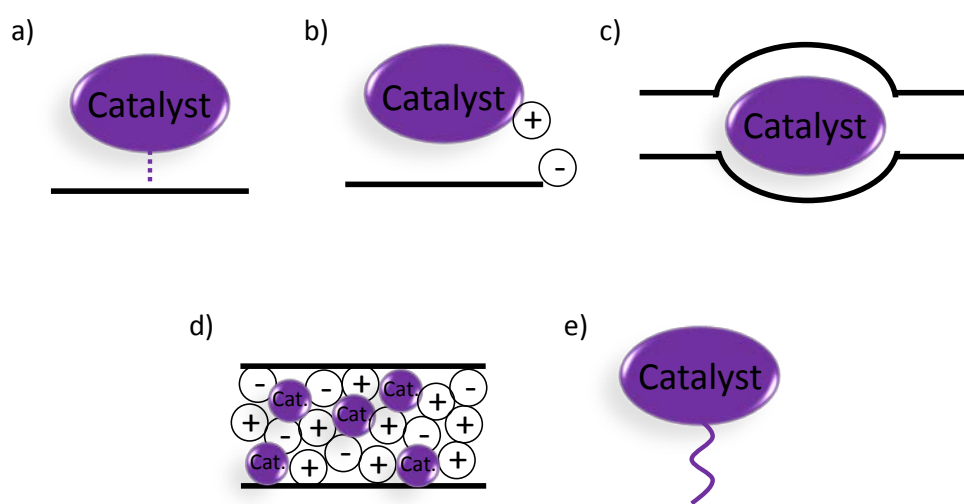 a)
Catalyst
b)
Catalyst
+
-
c)
Catalyst
d)
- - + Cat. -
Cat. + Cat +
+ - + + - +
Cat. - + Cat. +
+
e)
Catalyst